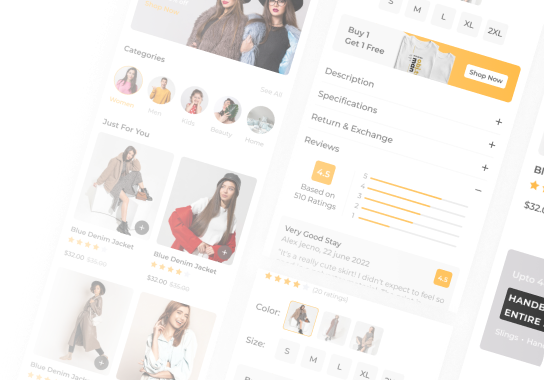 Shop Now
Categories
See All
Women
Men
Kids
Beauty
Home
Just For You
Blue Denim Jacket
$32.00 $35.00
Blue Denim Jacket
$32.00 $35.00
Blue Denim Jacket
S M L XL 2XL
Buy 1
Get 1 Free
Shop Now
Description +
Specifications +
Return & Exchange +
Reviews −
4.5
Based on
510 Ratings
5
4
3
2
1
Very Good Stay
Alex jecno, 22 june 2022
4.5
"It's a really cute skirt! I didn't expect to feel so
(20 ratings)
Color:
Size:
S M L XL
$32.
Upto 4
HANDB
ENTIRE
Slings - Han